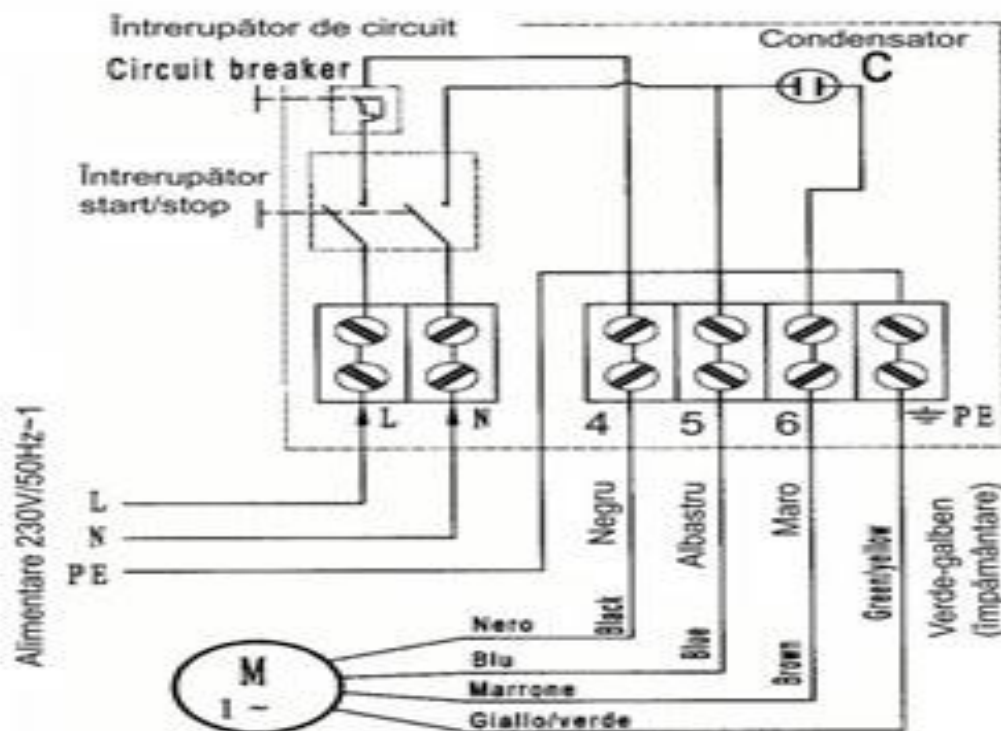 Întrerupător de circuit
Circuit breaker
Condensator
C
Întrerupător
start/stop
L
N
4
5
6
PE
Alimentare 230V/50Hz~1
L
N
PE
Negru
Black
Albastru
Blue
Maro
Brown
Green/yellow
Verde-galben
(împământare)
M
1 ~
Nero
Blu
Marrone
Giallo/verde